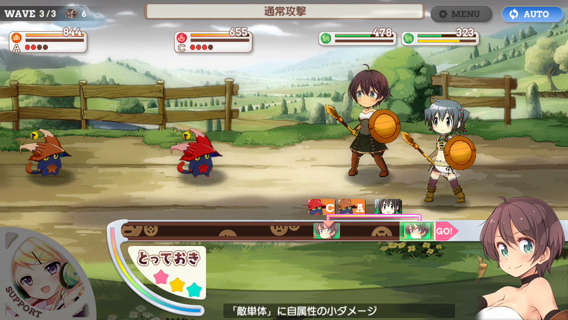 WAVE 3/3 6
通常攻撃
MENU
AUTO
844
655
478
323
A
C
C A
GO!
とっておき
SUPPORT
「敵単体」に自属性の小ダメージ